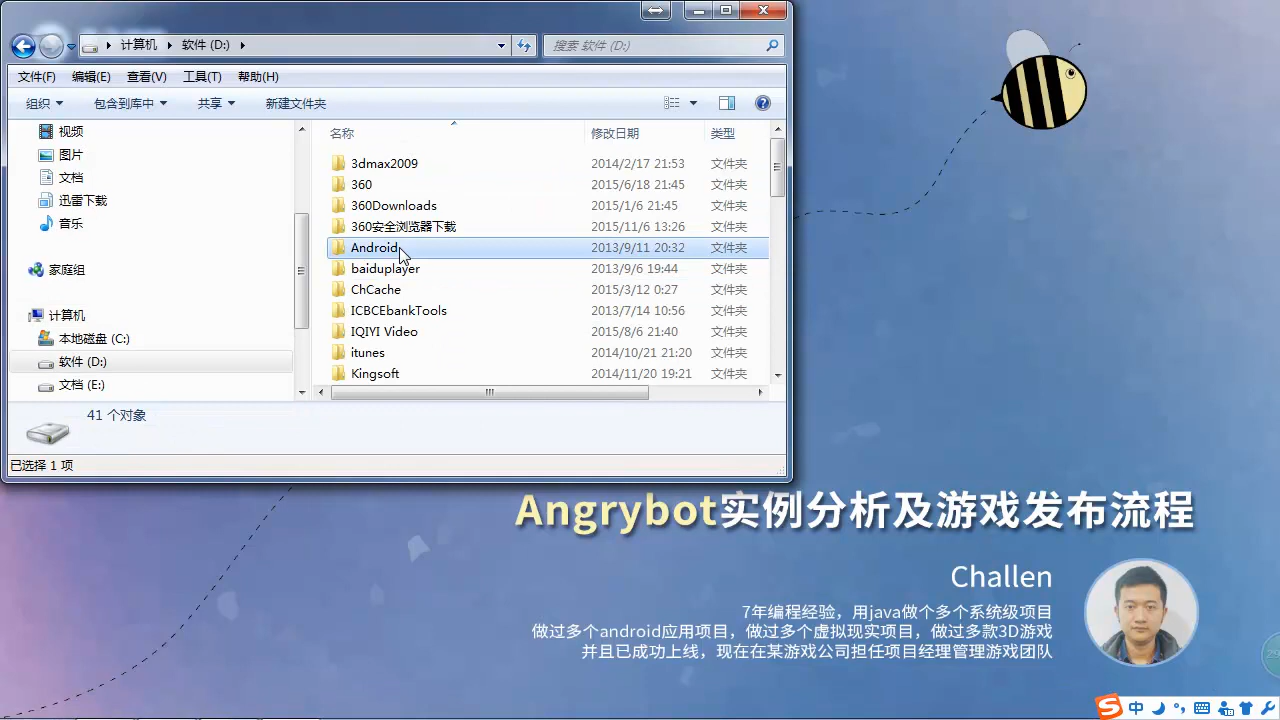 计算机 ▸ 软件 (D:) ▸
搜索 软件 (D:)
文件(F) 编辑(E) 查看(V) 工具(T) 帮助(H)
组织 包含到库中 共享 新建文件夹
视频
图片
文档
迅雷下载
音乐
家庭组
计算机
本地磁盘 (C:)
软件 (D:)
文档 (E:)
名称 修改日期 类型
3dmax2009 2014/2/17 21:53 文件夹
360 2015/6/18 21:45 文件夹
360Downloads 2015/1/6 21:45 文件夹
360安全浏览器下载 2015/11/6 13:26 文件夹
Android 2013/9/11 20:32 文件夹
baiduplayer 2013/9/6 19:44 文件夹
ChCache 2015/3/12 0:27 文件夹
ICBCEbankTools 2013/7/14 10:56 文件夹
IQIYI Video 2015/8/6 21:40 文件夹
itunes 2014/10/21 21:20 文件夹
Kingsoft 2014/11/20 19:21 文件夹
41 个对象
已选择 1 项
Angrybot实例分析及游戏发布流程
Challen
7年编程经验，用java做个多个系统级项目
做过多个android应用项目，做过多个虚拟现实项目，做过多款3D游戏
并且已成功上线，现在在某游戏公司担任项目经理管理游戏团队
中